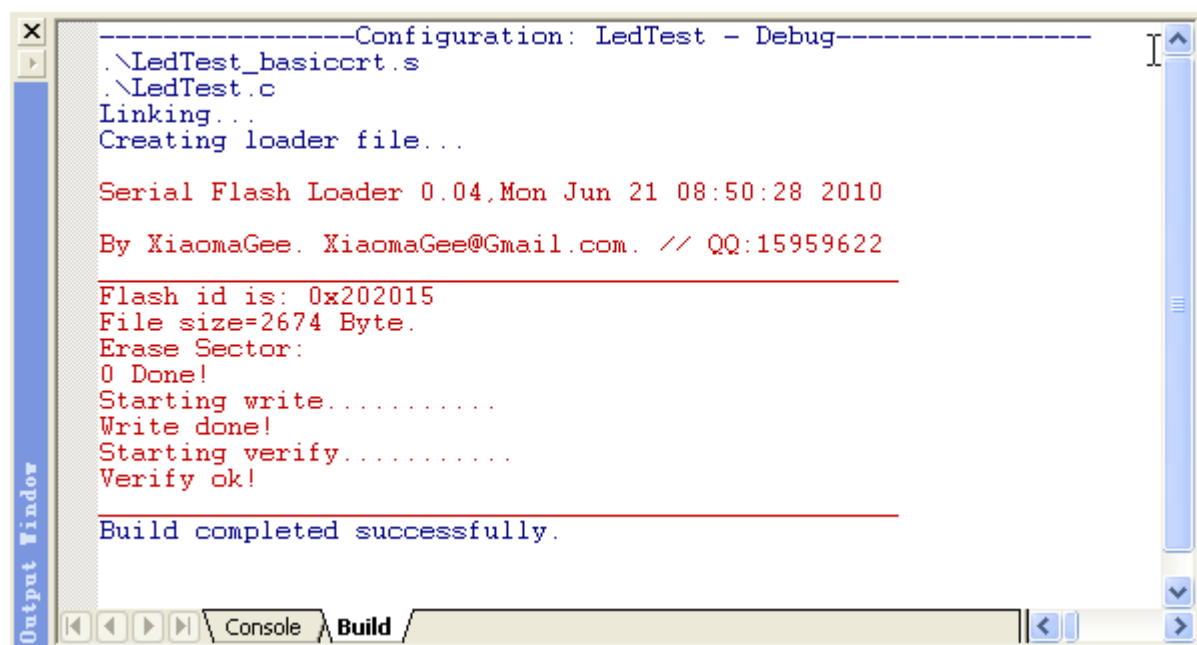 ----------------Configuration: LedTest - Debug----------------
.\LedTest_basiccrt.s
.\LedTest.c
Linking...
Creating loader file...
Serial Flash Loader 0.04,Mon Jun 21 08:50:28 2010
By XiaomaGee. XiaomaGee@Gmail.com. // QQ:15959622
Flash id is: 0x202015
File size=2674 Byte.
Erase Sector:
0 Done!
Starting write...........
Write done!
Starting verify...........
Verify ok!
Build completed successfully.
Output Window
Console Build